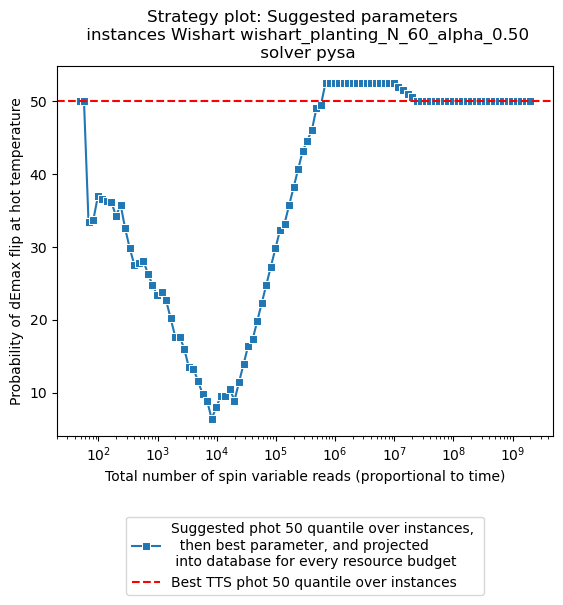 Strategy plot: Suggested parameters
instances Wishart wishart_planting_N_60_alpha_0.50
solver pysa
Probability of dEmax flip at hot temperature
50
40
30
20
10
10²
10³
10⁴
10⁵
10⁶
10⁷
10⁸
10⁹
Total number of spin variable reads (proportional to time)
Suggested phot 50 quantile over instances,
then best parameter, and projected
into database for every resource budget
Best TTS phot 50 quantile over instances